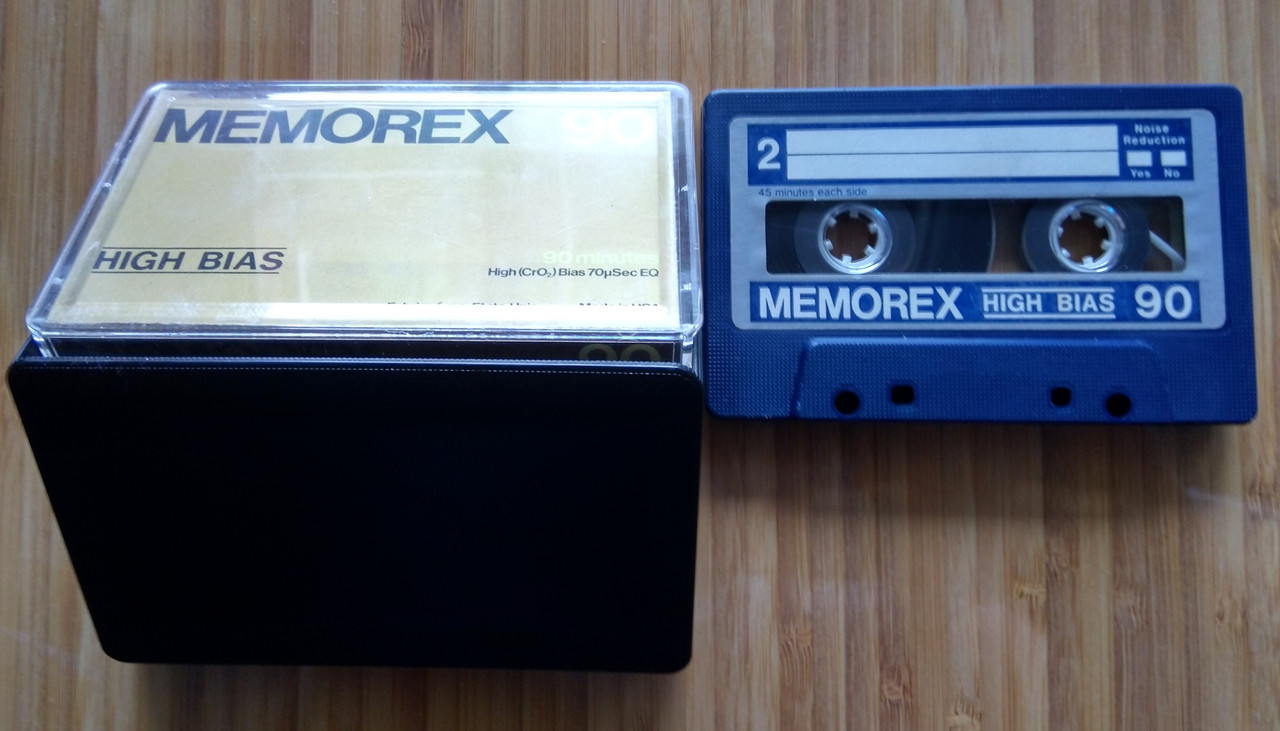 MEMOREX 90
HIGH BIAS
90 minutes
High (CrO₂) Bias 70µSec EQ
90
2
Noise
Reduction
Yes No
45 minutes each side
MEMOREX HIGH BIAS 90